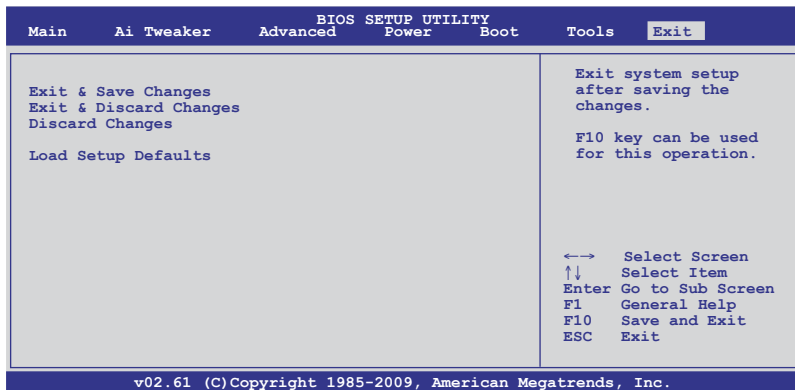 BIOS SETUP UTILITY
Main Ai Tweaker Advanced Power Boot Tools Exit
Exit & Save Changes
Exit & Discard Changes
Discard Changes
Load Setup Defaults
Exit system setup
after saving the
changes.
F10 key can be used
for this operation.
←→ Select Screen
↑↓ Select Item
Enter Go to Sub Screen
F1 General Help
F10 Save and Exit
ESC Exit
v02.61 (C)Copyright 1985-2009, American Megatrends, Inc.